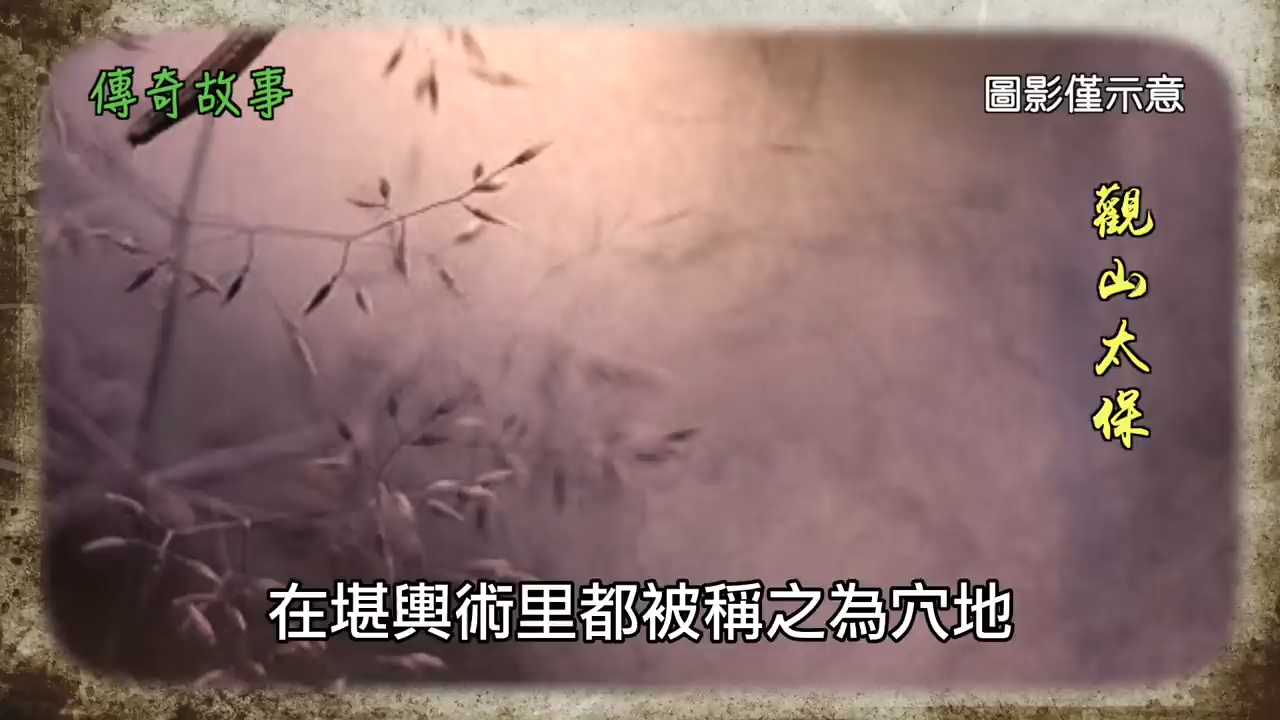 傳奇故事
圖影僅示意
觀山太保
在堪輿術里都被稱之為穴地